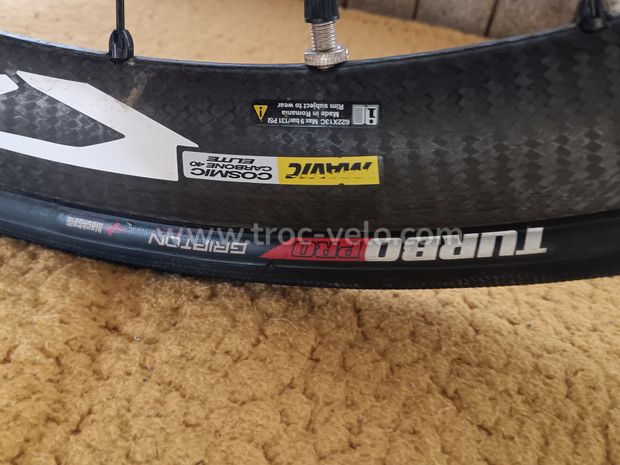 622X13C Max 9 bar/131 PSI
Made in Romania
Rim subject to wear
MAVIC
COSMIC
CARBONE 40
ELITE
TURBO
PRO
GRIPTON
BlackBelt
www.troc-velo.com